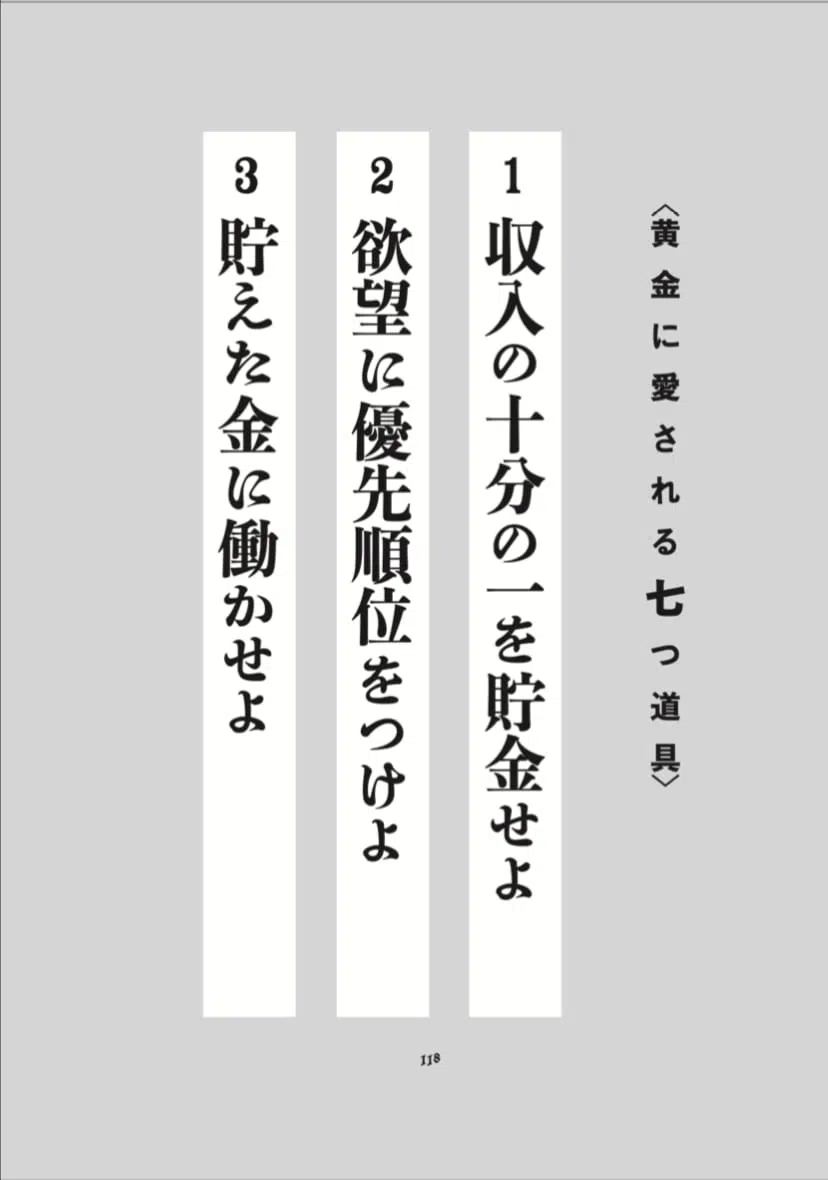 〈黄金に愛される七つ道具〉
1 収入の十分の一を貯金せよ
2 欲望に優先順位をつけよ
3 貯えた金に働かせよ
118